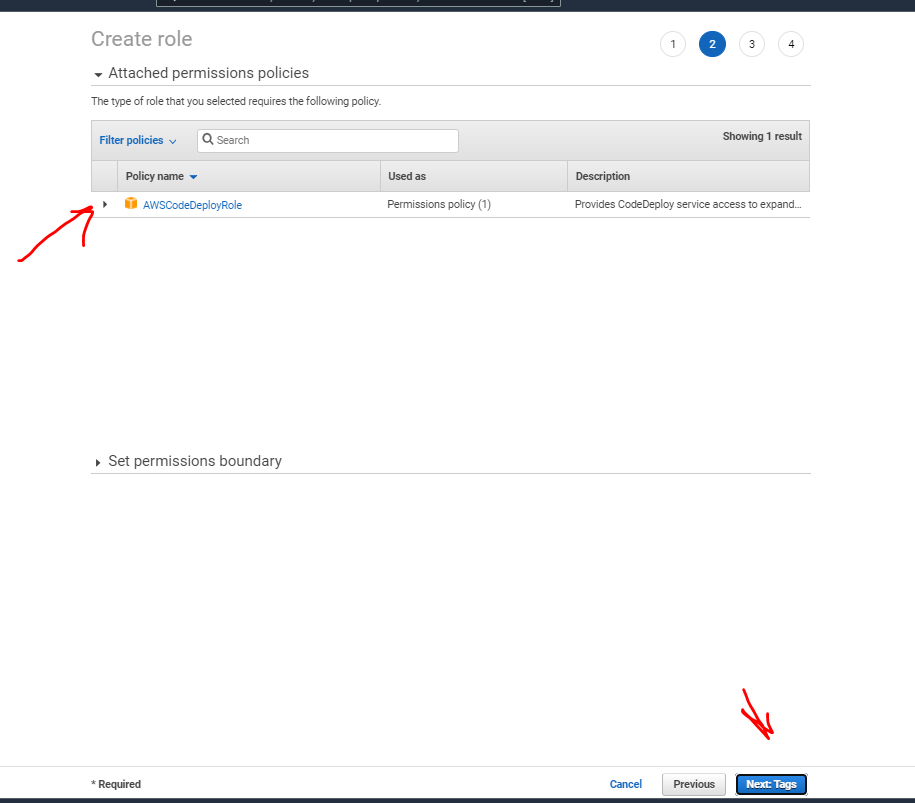 Create role
1 2 3 4
Attached permissions policies
The type of role that you selected requires the following policy.
Filter policies Search Showing 1 result
Policy name Used as Description
AWSCodeDeployRole Permissions policy (1) Provides CodeDeploy service access to expand...
Set permissions boundary
* Required Cancel Previous Next: Tags